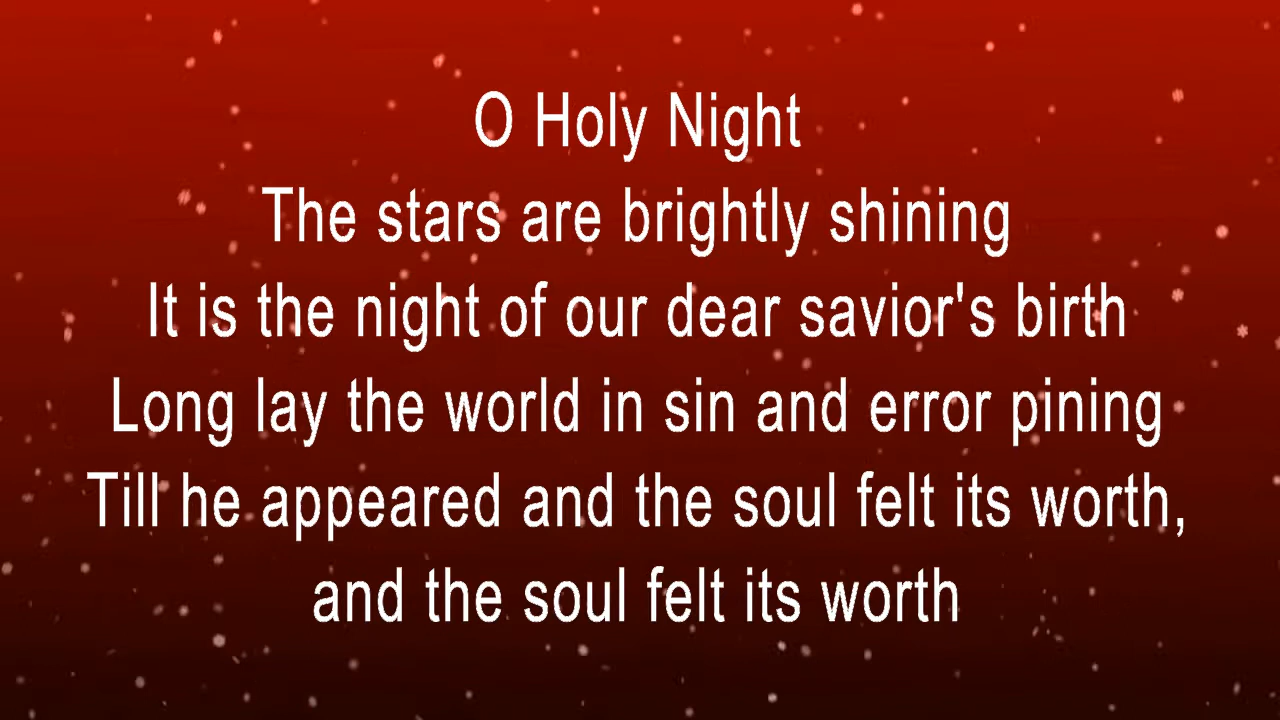 O Holy Night
The stars are brightly shining
It is the night of our dear savior's birth
Long lay the world in sin and error pining
Till he appeared and the soul felt its worth,
and the soul felt its worth